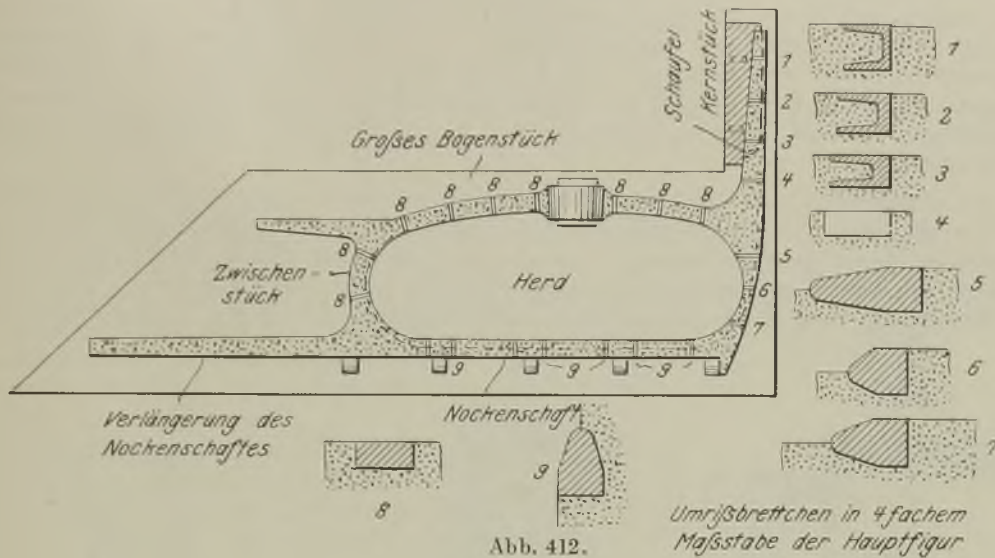 Großes Bogenstück
Schaufel
Kernstück
1
2
3
4
5
6
7
8
8
8
8
8
8
8
8
8
Herd
Zwischen-
stück
9
9
9
Verlängerung des
Nockenschaftes
Nockenschaft
1
2
3
4
5
6
7
8
9
Umrißbrettchen in 4 fachem
Maßstabe der Hauptfigur
Abb. 412.